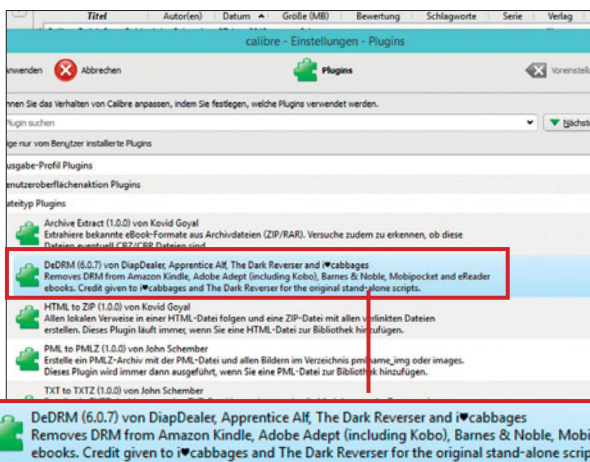 Titel Autor(en) Datum Größe (MB) Bewertung Schlagworte Serie Verlag
calibre - Einstellungen - Plugins
nwenden Abbrechen Plugins Voreinstellu
nnen Sie das Verhalten von Calibre anpassen, indem Sie festlegen, welche Plugins verwendet werden.
Plugin suchen Nächste
ige nur vom Benutzer installierte Plugins
usgabe-Profil Plugins
enutzeroberflächenaktion Plugins
ateityp Plugins
Archive Extract (1.0.0) von Kovid Goyal
Extrahiere bekannte eBook-Formate aus Archivdateien (ZIP/RAR). Versuche zudem zu erkennen, ob diese
Dateien eventuell CBZ/CBR Dateien sind
DeDRM (6.0.7) von DiapDealer, Apprentice Alf, The Dark Reverser and i♥cabbages
Removes DRM from Amazon Kindle, Adobe Adept (including Kobo), Barnes & Noble, Mobipocket and eReader
ebooks. Credit given to i♥cabbages and The Dark Reverser for the original stand-alone scripts.
HTML to ZIP (1.0.0) von Kovid Goyal
Allen lokalen Verweise in einer HTML-Datei folgen und eine ZIP-Datei mit allen verlinkten Dateien
erstellen. Dieses Plugin läuft immer, wenn Sie eine HTML-Datei zur Bibliothek hinzufügen.
PML to PMLZ (1.0.0) von John Schember
Erstelle ein PMLZ-Archiv mit der PML-Datei und allen Bildern im Verzeichnis pmlname_img oder images.
Dieses Plugin wird immer dann ausgeführt, wenn Sie eine PML-Datei zur Bibliothek hinzufügen.
TXT to TXTZ (1.0.0) von John Schember
DeDRM (6.0.7) von DiapDealer, Apprentice Alf, The Dark Reverser and i♥cabbages
Removes DRM from Amazon Kindle, Adobe Adept (including Kobo), Barnes & Noble, Mobi
ebooks. Credit given to i♥cabbages and The Dark Reverser for the original stand-alone scrip